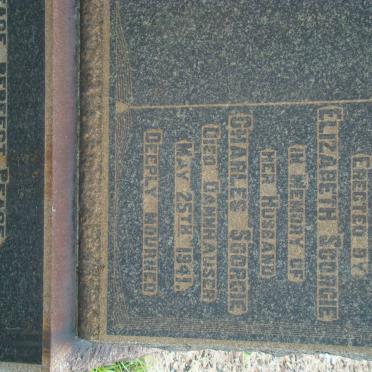 ERECTED BY
ELIZABETH SCORGIE
IN MEMORY OF
HER HUSBAND
CHARLES SCORGIE
DIED DANNHAUSER
MAY 25TH 1941.
DEEPLY MOURNED
PERFECT PEACE